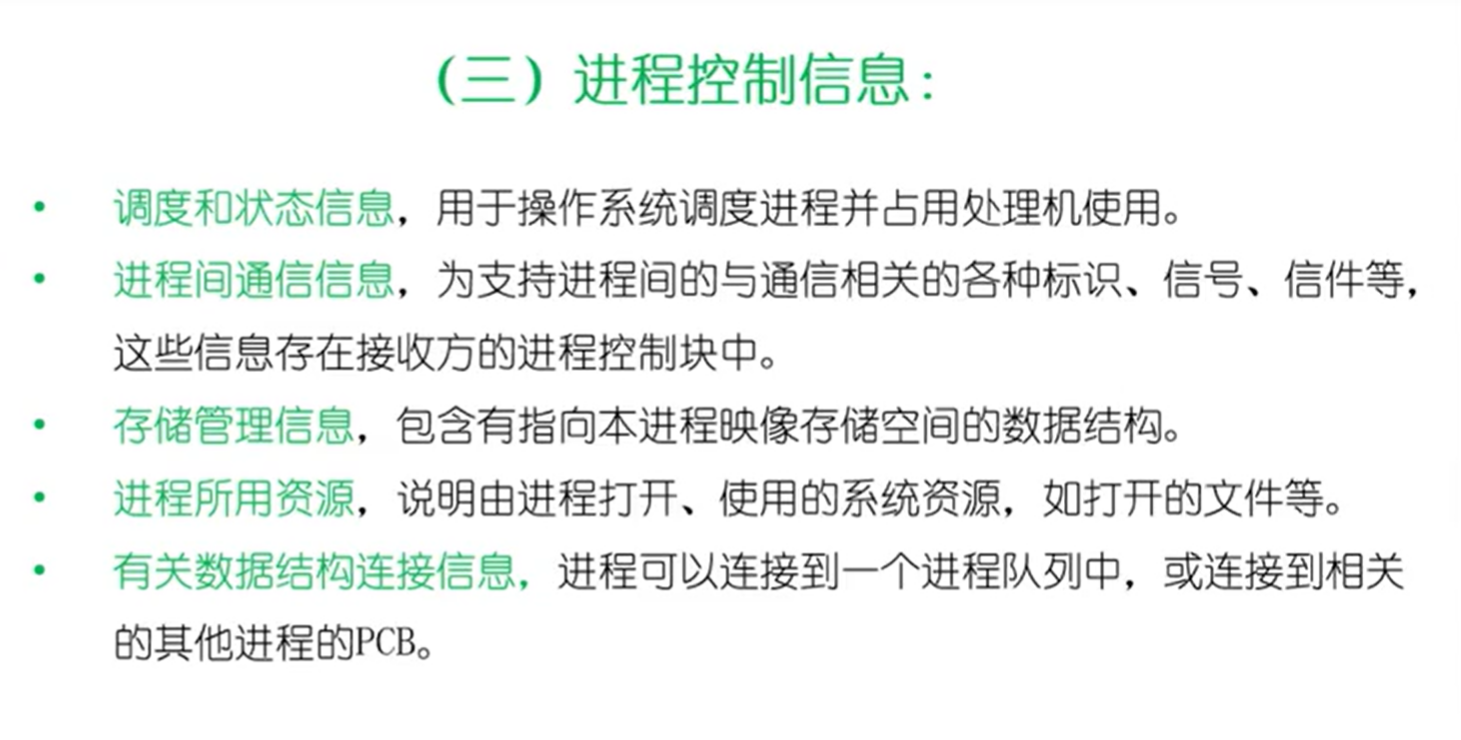 （三）进程控制信息：
• 调度和状态信息，用于操作系统调度进程并占用处理机使用。
• 进程间通信信息，为支持进程间的与通信相关的各种标识、信号、信件等，
这些信息存在接收方的进程控制块中。
• 存储管理信息，包含有指向本进程映像存储空间的数据结构。
• 进程所用资源，说明由进程打开、使用的系统资源，如打开的文件等。
• 有关数据结构连接信息，进程可以连接到一个进程队列中，或连接到相关
的其他进程的PCB。